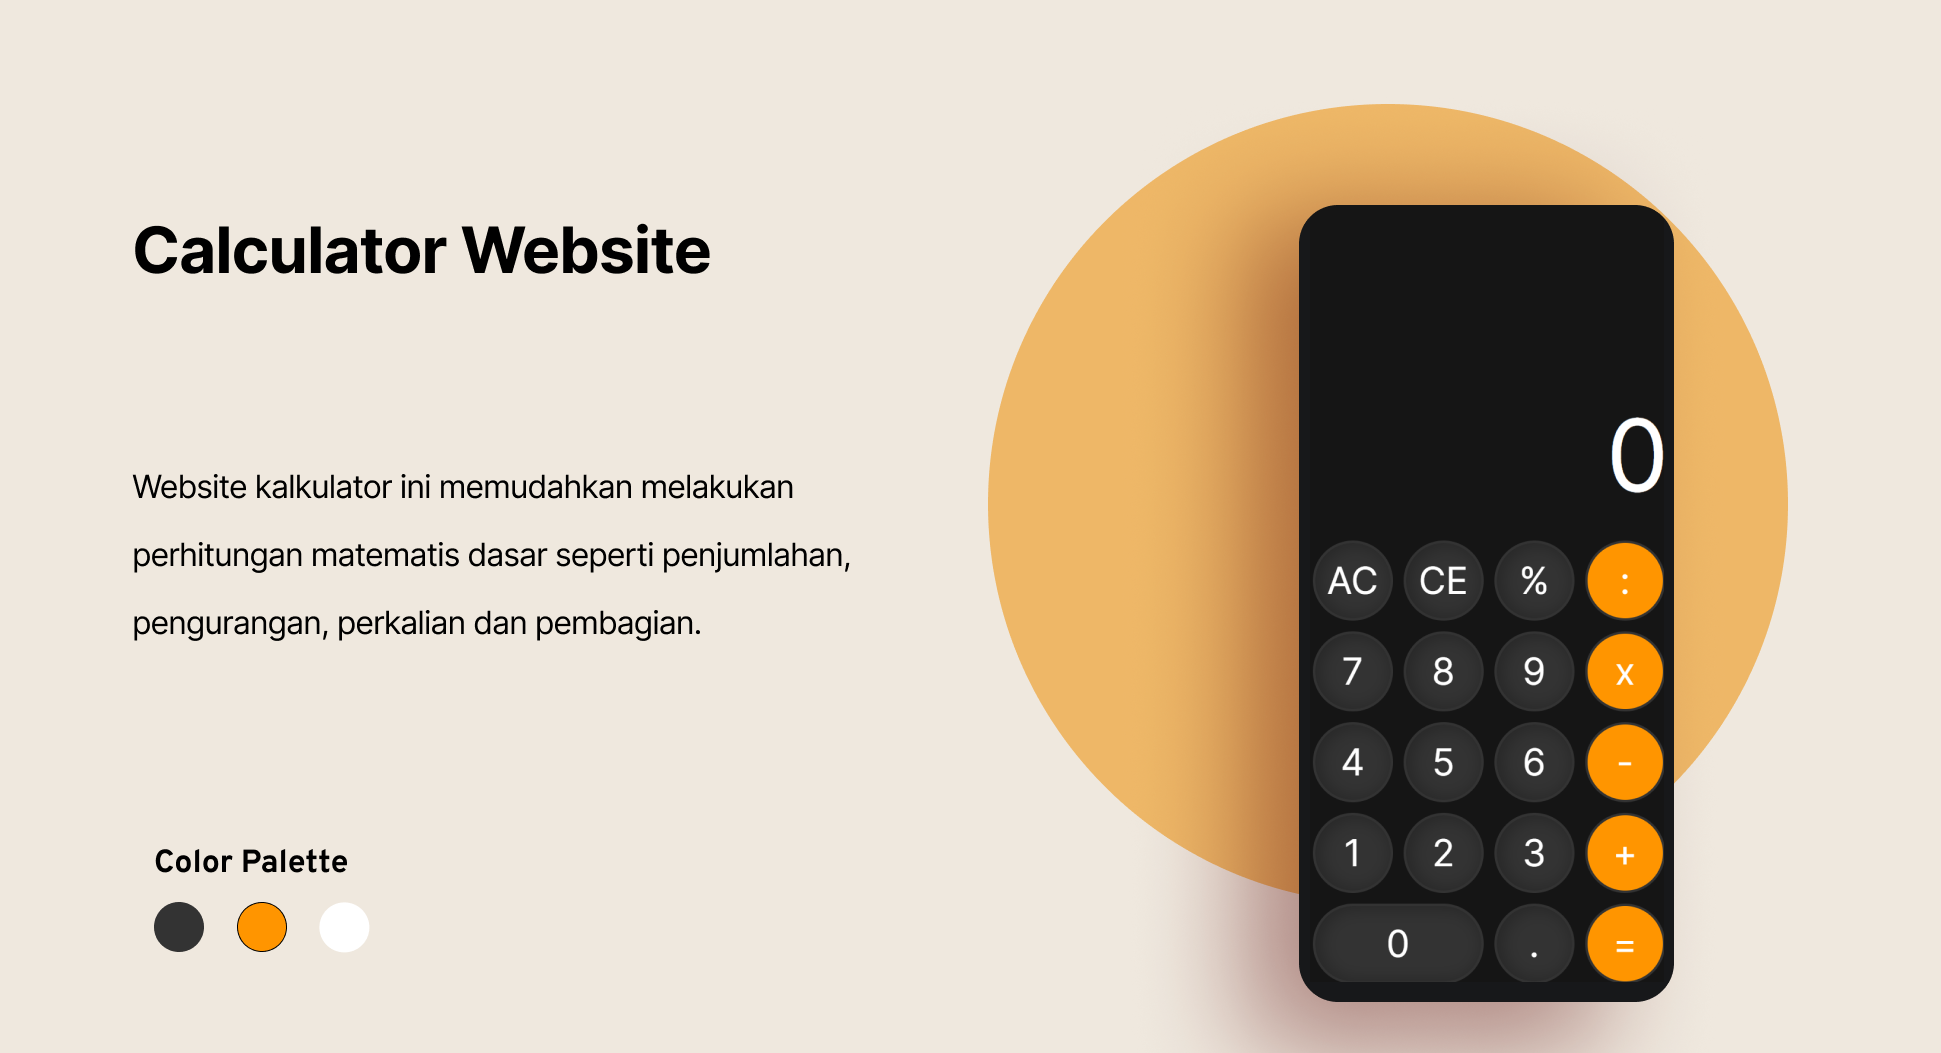 Calculator Website
Website kalkulator ini memudahkan melakukan
perhitungan matematis dasar seperti penjumlahan,
pengurangan, perkalian dan pembagian.
Color Palette
0
AC CE % :
7 8 9 x
4 5 6 -
1 2 3 +
0 . =